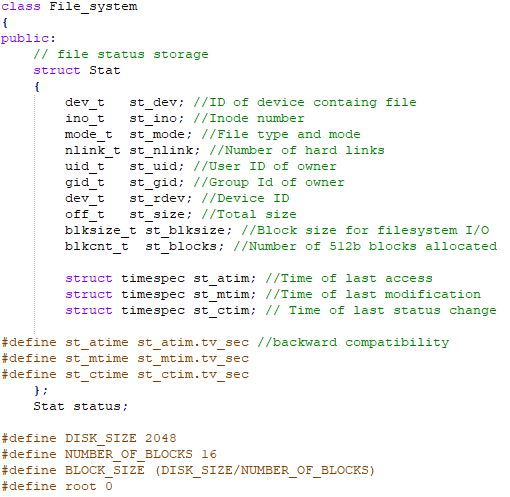 class File_system
{
public:
    // file status storage
    struct Stat
    {
        dev_t   st_dev; //ID of device containg file
        ino_t   st_ino; //Inode number
        mode_t  st_mode; //File type and mode
        nlink_t st_nlink; //Number of hard links
        uid_t   st_uid; //User ID of owner
        gid_t   st_gid; //Group Id of owner
        dev_t   st_rdev; //Device ID
        off_t   st_size; //Total size
        blksize_t st_blksize; //Block size for filesystem I/O
        blkcnt_t  st_blocks; //Number of 512b blocks allocated

        struct timespec st_atim; //Time of last access
        struct timespec st_mtim; //Time of last modification
        struct timespec st_ctim; // Time of last status change

#define st_atime st_atim.tv_sec //backward compatibility
#define st_mtime st_mtim.tv_sec
#define st_ctime st_ctim.tv_sec
    };
    Stat status;

#define DISK_SIZE 2048
#define NUMBER_OF_BLOCKS 16
#define BLOCK_SIZE (DISK_SIZE/NUMBER_OF_BLOCKS)
#define root 0